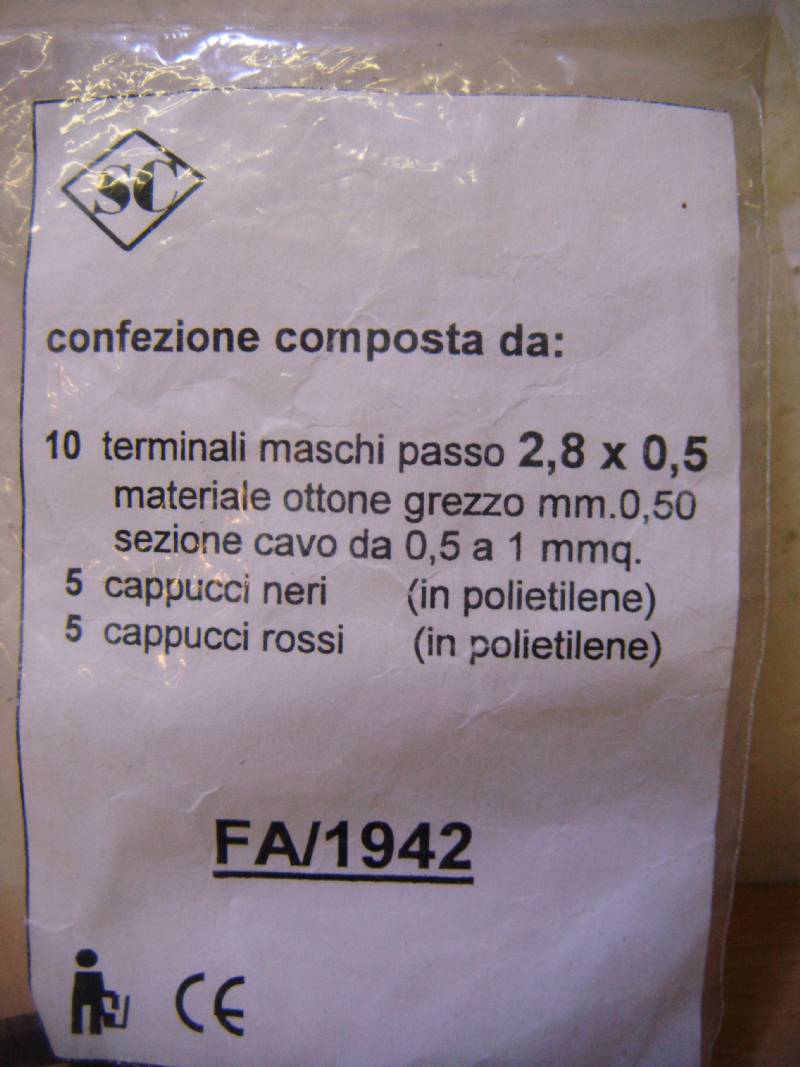 SC
confezione composta da:
10 terminali maschi passo 2,8 x 0,5
materiale ottone grezzo mm.0,50
sezione cavo da 0,5 a 1 mmq.
5 cappucci neri (in polietilene)
5 cappucci rossi (in polietilene)
FA/1942
CE